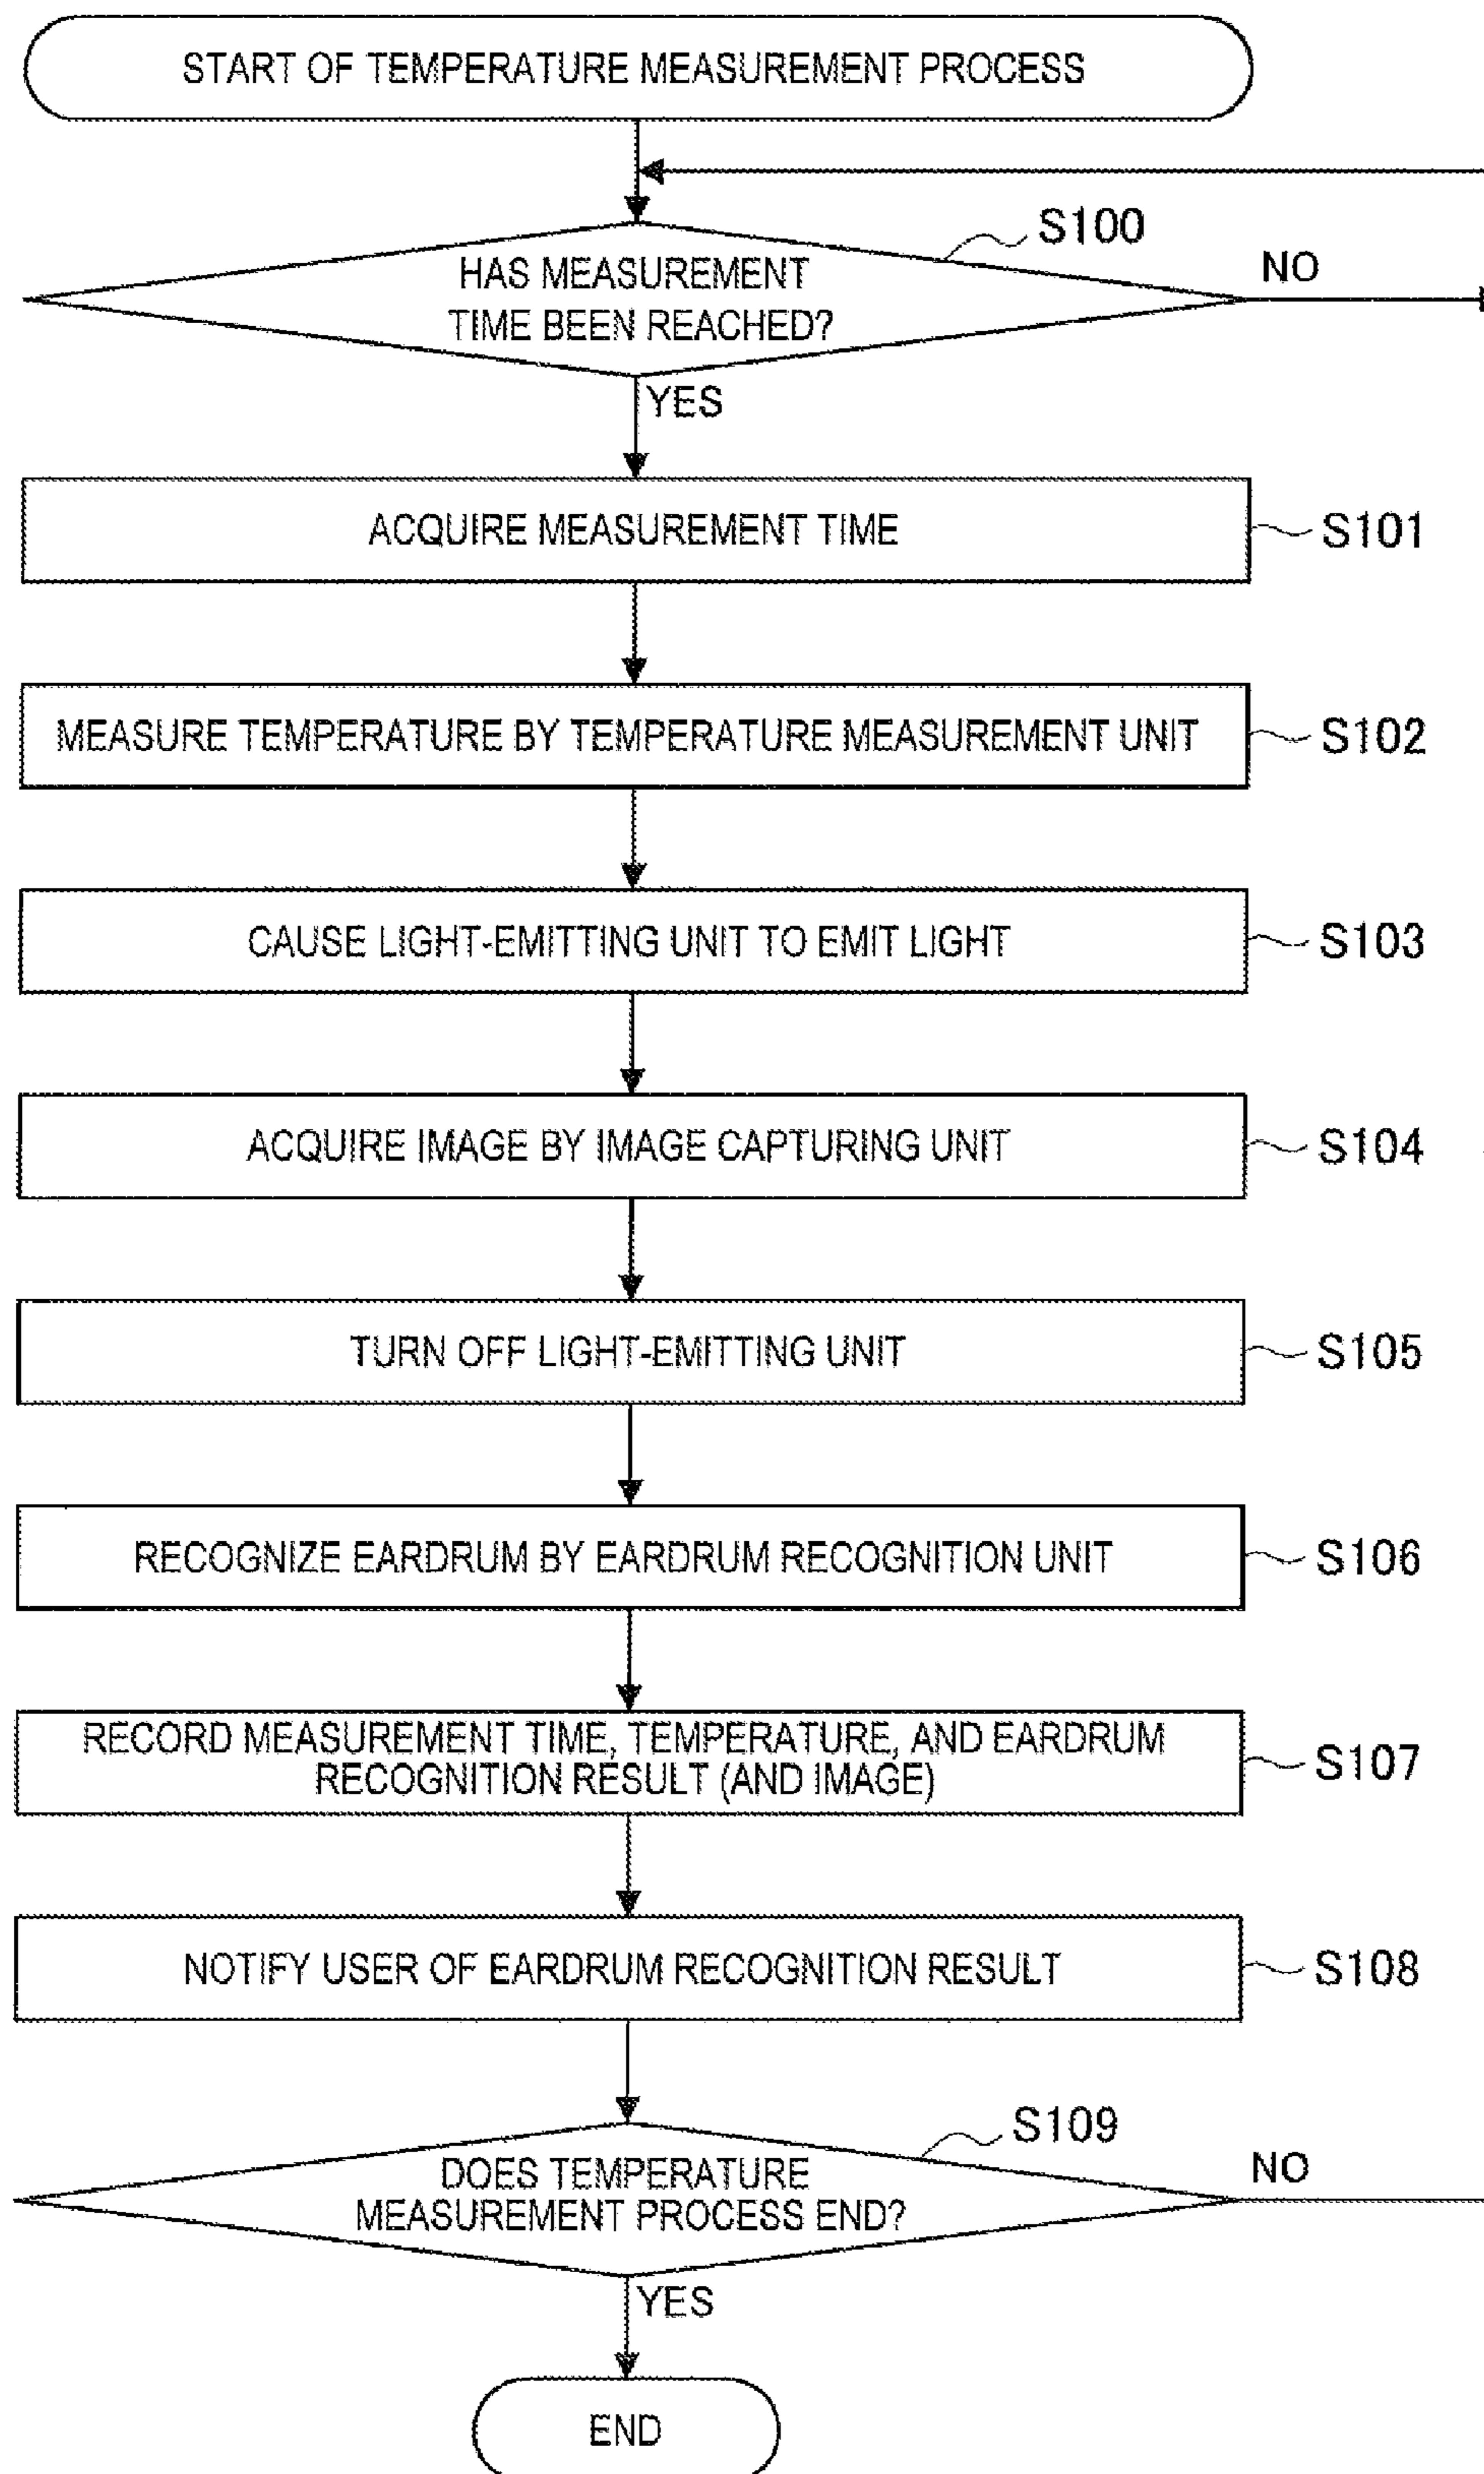 START OF TEMPERATURE MEASUREMENT PROCESS
S100
HAS MEASUREMENT
TIME BEEN REACHED?
NO
YES
ACQUIRE MEASUREMENT TIME
S101
MEASURE TEMPERATURE BY TEMPERATURE MEASUREMENT UNIT
S102
CAUSE LIGHT-EMITTING UNIT TO EMIT LIGHT
S103
ACQUIRE IMAGE BY IMAGE CAPTURING UNIT
S104
TURN OFF LIGHT-EMITTING UNIT
S105
RECOGNIZE EARDRUM BY EARDRUM RECOGNITION UNIT
S106
RECORD MEASUREMENT TIME, TEMPERATURE, AND EARDRUM
RECOGNITION RESULT (AND IMAGE)
S107
NOTIFY USER OF EARDRUM RECOGNITION RESULT
S108
S109
DOES TEMPERATURE
MEASUREMENT PROCESS END?
NO
YES
END